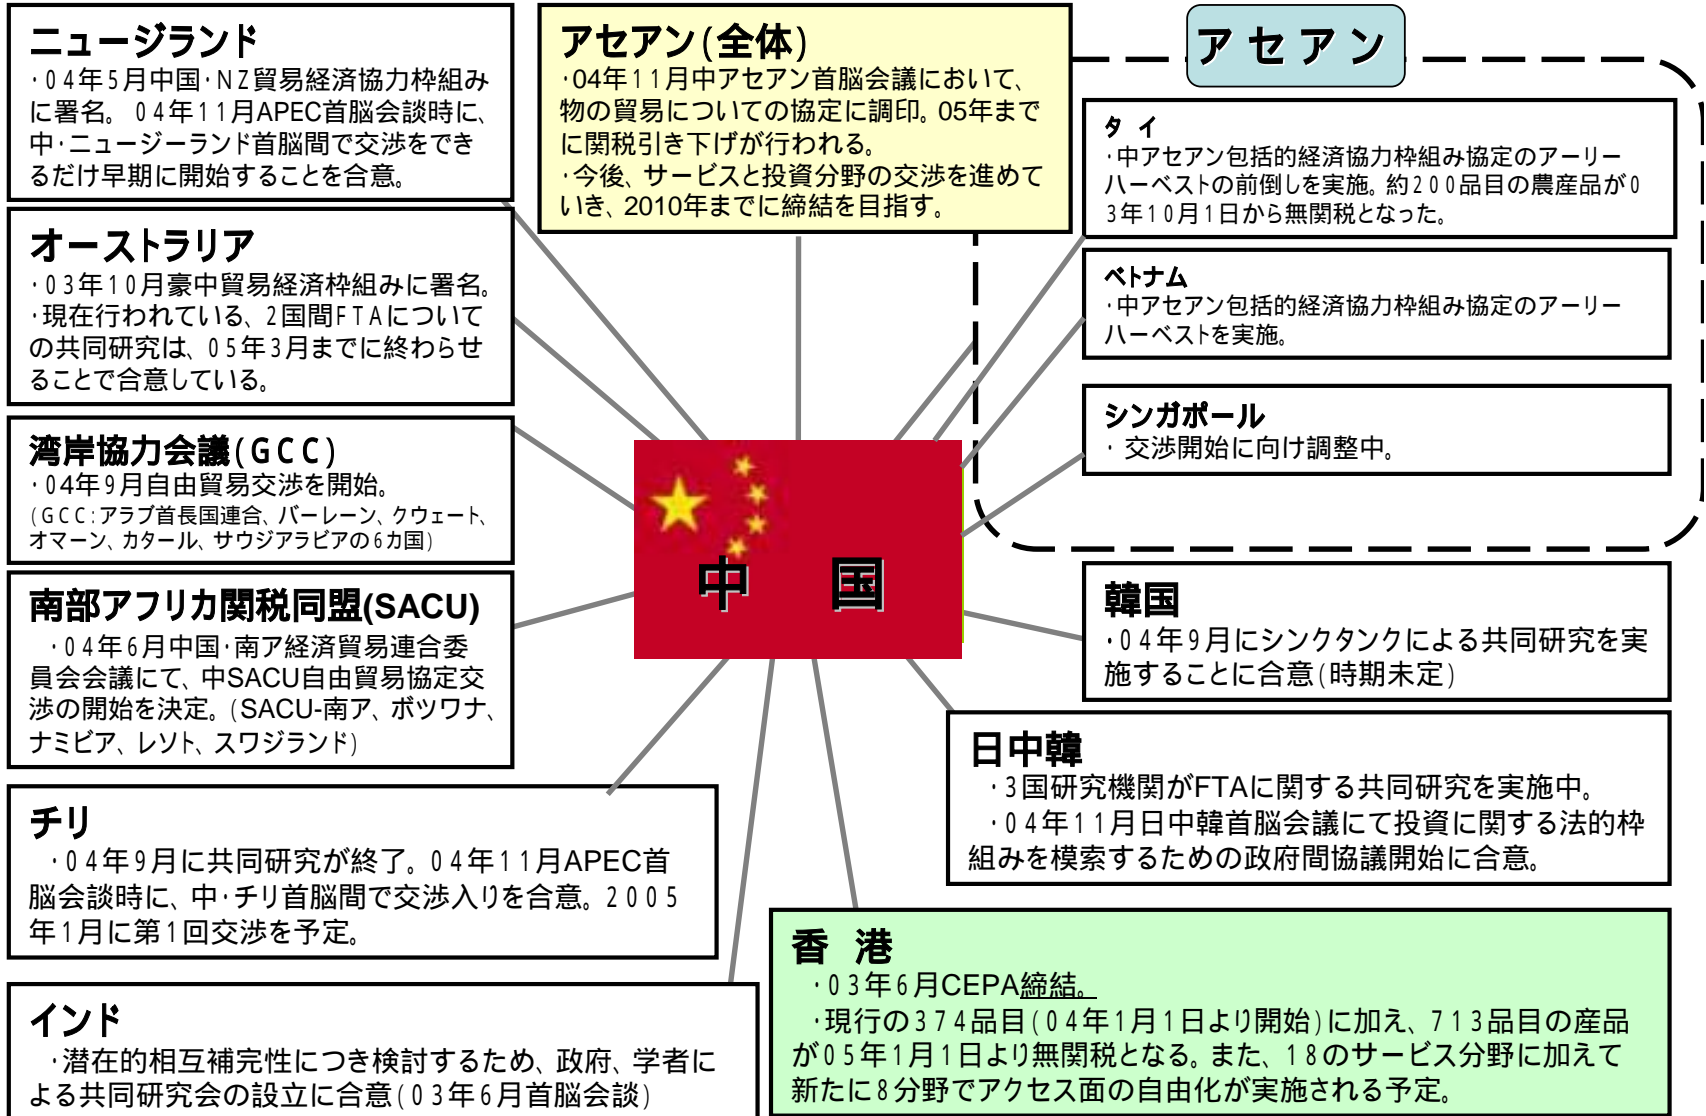 ニュージランド
・04年5月中国・NZ貿易経済協力枠組み
に署名。04年11月APEC首脳会談時に、
中・ニュージーランド首脳間で交渉をでき
るだけ早期に開始することを合意。
オーストラリア
・03年10月豪中貿易経済枠組みに署名。
・現在行われている、2国間FTAについて
の共同研究は、05年3月までに終わらせ
ることで合意している。
湾岸協力会議(GCC)
・04年9月自由貿易交渉を開始。
(GCC:アラブ首長国連合、バーレーン、クウェート、
オマーン、カタール、サウジアラビアの6カ国)
南部アフリカ関税同盟(SACU)
・04年6月中国・南ア経済貿易連合委
員会会議にて、中SACU自由貿易協定交
渉の開始を決定。(SACU-南ア、ボツワナ、
ナミビア、レソト、スワジランド)
チリ
・04年9月に共同研究が終了。04年11月APEC首
脳会談時に、中・チリ首脳間で交渉入りを合意。2005
年1月に第1回交渉を予定。
インド
・潜在的相互補完性につき検討するため、政府、学者に
よる共同研究会の設立に合意(03年6月首脳会談)
アセアン(全体)
・04年11月中アセアン首脳会議において、
物の貿易についての協定に調印。05年まで
に関税引き下げが行われる。
・今後、サービスと投資分野の交渉を進めて
いき、2010年までに締結を目指す。
アセアン
タイ
・中アセアン包括的経済協力枠組み協定のアーリー
ハーベストの前倒しを実施。約200品目の農産品が0
3年10月1日から無関税となった。
ベトナム
・中アセアン包括的経済協力枠組み協定のアーリー
ハーベストを実施。
シンガポール
・交渉開始に向け調整中。
中 国
韓国
・04年9月にシンクタンクによる共同研究を実
施することに合意(時期未定)
日中韓
・3国研究機関がFTAに関する共同研究を実施中。
・04年11月日中韓首脳会議にて投資に関する法的枠
組みを模索するための政府間協議開始に合意。
香 港
・03年6月CEPA締結。
・現行の374品目(04年1月1日より開始)に加え、713品目の産品
が05年1月1日より無関税となる。また、18のサービス分野に加えて
新たに8分野でアクセス面の自由化が実施される予定。